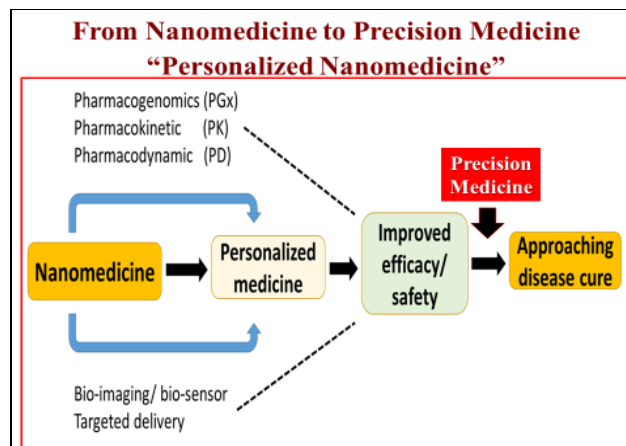 From Nanomedicine to Precision Medicine
“Personalized Nanomedicine”
Pharmacogenomics (PGx)
Pharmacokinetic (PK)
Pharmacodynamic (PD)
Precision
Medicine
Nanomedicine
Personalized
medicine
Improved
efficacy/
safety
Approaching
disease cure
Bio-imaging/ bio-sensor
Targeted delivery